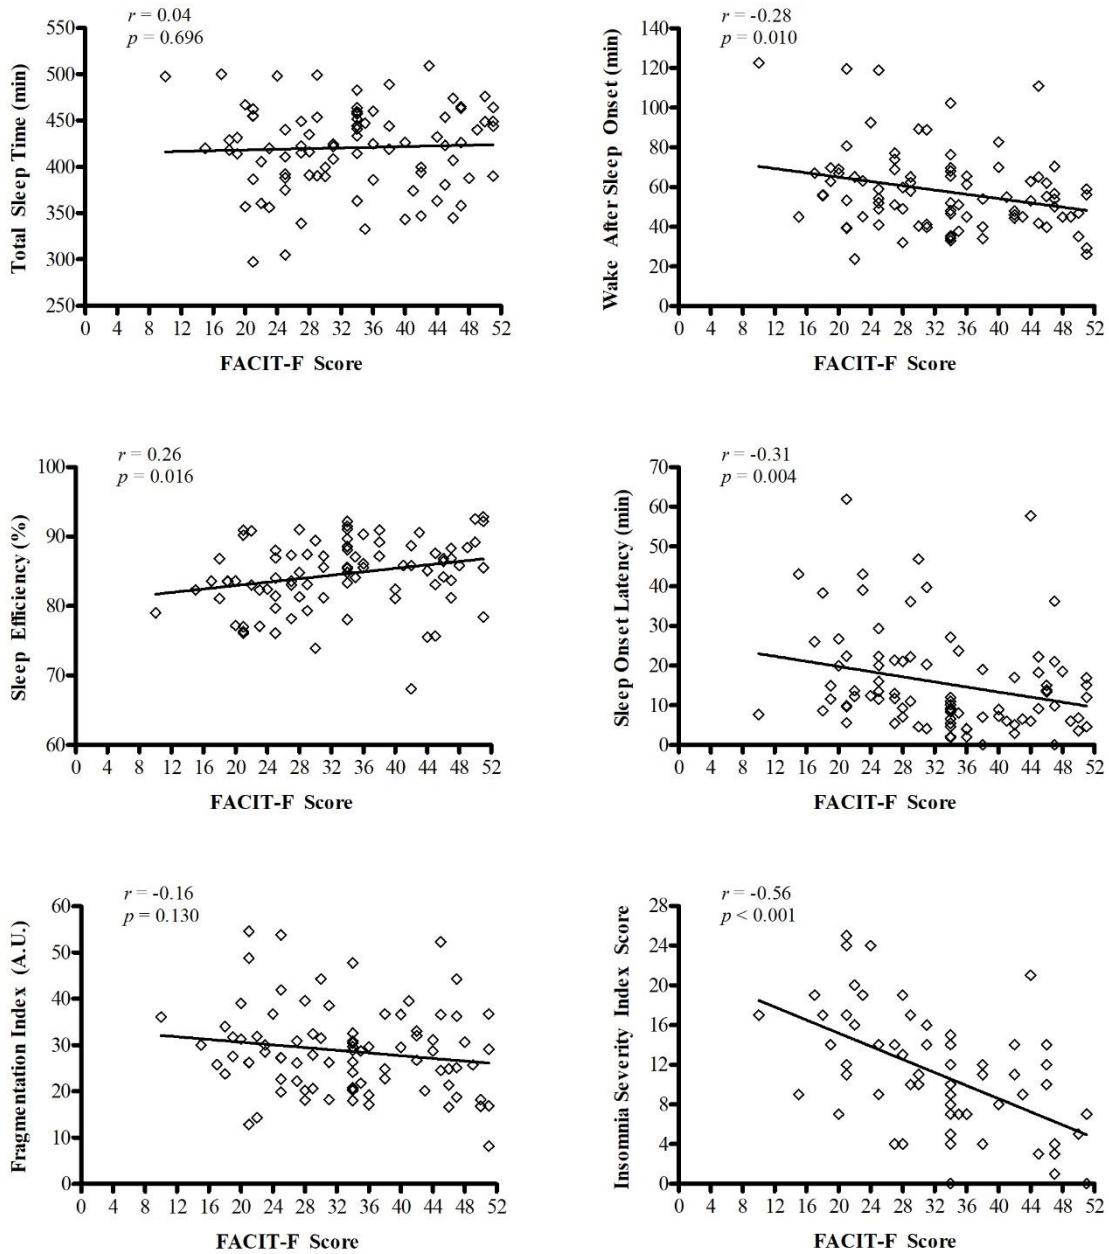 r = 0.04
p = 0.696
Total Sleep Time (min)
550
500
450
400
350
300
250
0 4 8 12 16 20 24 28 32 36 40 44 48 52
FACIT-F Score
r = -0.28
p = 0.010
Wake After Sleep Onset (min)
140
120
100
80
60
40
20
0
0 4 8 12 16 20 24 28 32 36 40 44 48 52
FACIT-F Score
r = 0.26
p = 0.016
Sleep Efficiency (%)
100
90
80
70
60
0 4 8 12 16 20 24 28 32 36 40 44 48 52
FACIT-F Score
r = -0.31
p = 0.004
Sleep Onset Latency (min)
70
60
50
40
30
20
10
0
0 4 8 12 16 20 24 28 32 36 40 44 48 52
FACIT-F Score
r = -0.16
p = 0.130
Fragmentation Index (A.U.)
60
50
40
30
20
10
0
0 4 8 12 16 20 24 28 32 36 40 44 48 52
FACIT-F Score
r = -0.56
p < 0.001
Insomnia Severity Index Score
28
24
20
16
12
8
4
0
0 4 8 12 16 20 24 28 32 36 40 44 48 52
FACIT-F Score